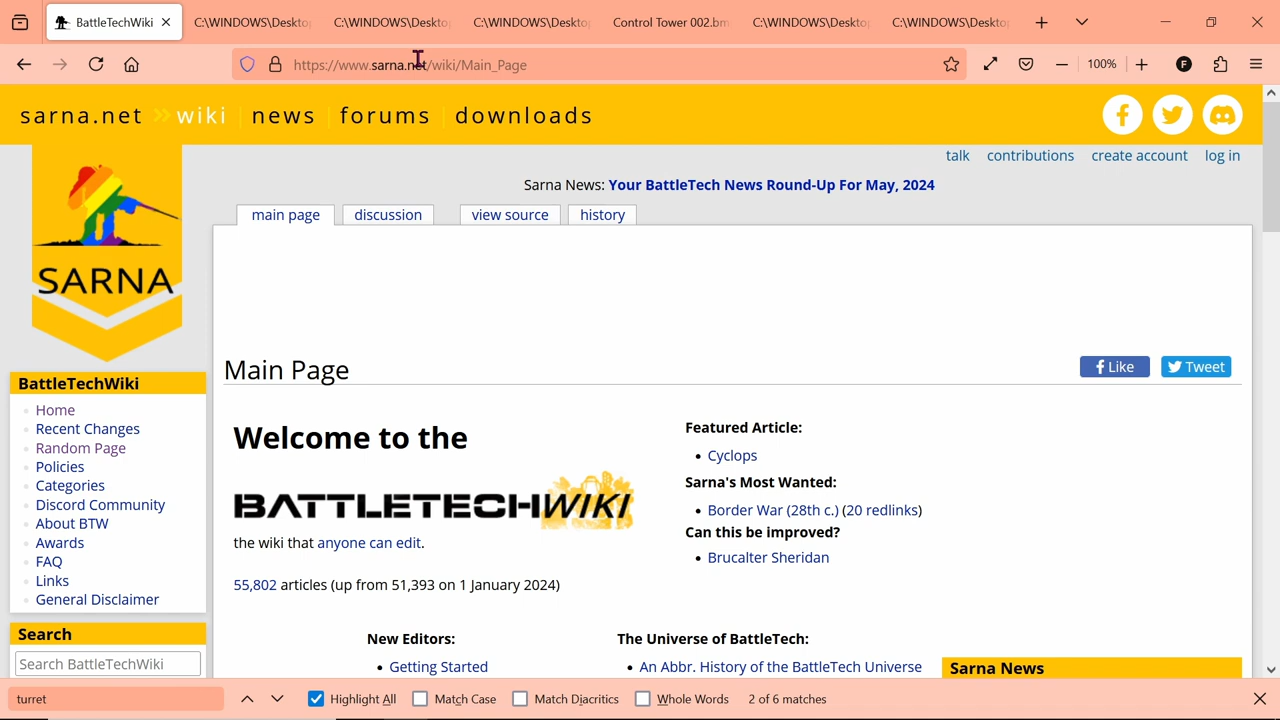 BattleTechWiki
C:\WINDOWS\Deskto
C:\WINDOWS\Deskto
C:\WINDOWS\Deskto
Control Tower 002.bm
C:\WINDOWS\Deskto
C:\WINDOWS\Deskto
https://www.sarna.net/wiki/Main_Page
100%
F
sarna.net » wiki news forums downloads
talk contributions create account log in
Sarna News: Your BattleTech News Round-Up For May, 2024
main page discussion view source history
SARNA
Main Page
Like
Tweet
BattleTechWiki
Home
Recent Changes
Random Page
Policies
Categories
Discord Community
About BTW
Awards
FAQ
Links
General Disclaimer
Search
Search BattleTechWiki
Welcome to the
BATTLETECHWIKI
the wiki that anyone can edit.
55,802 articles (up from 51,393 on 1 January 2024)
Featured Article:
Cyclops
Sarna's Most Wanted:
Border War (28th c.) (20 redlinks)
Can this be improved?
Brucalter Sheridan
New Editors:
Getting Started
The Universe of BattleTech:
An Abbr. History of the BattleTech Universe
Sarna News
turret
Highlight All Match Case Match Diacritics Whole Words 2 of 6 matches